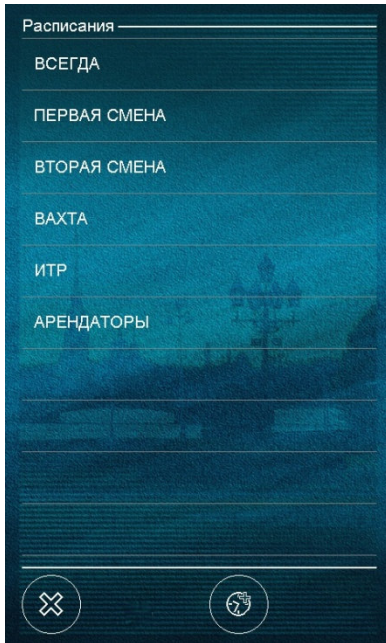 Расписания
ВСЕГДА
ПЕРВАЯ СМЕНА
ВТОРАЯ СМЕНА
ВАХТА
ИТР
АРЕНДАТОРЫ